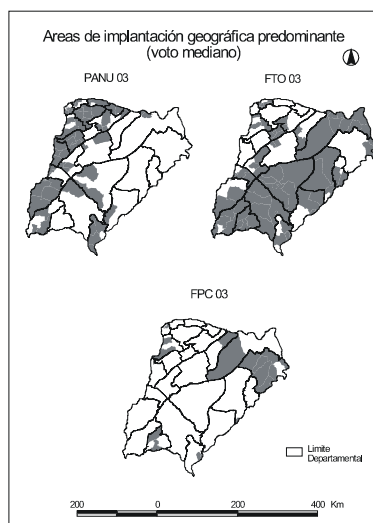 Areas de implantación geográfica predominante
(voto mediano)
PANU 03
FTO 03
FPC 03
Limite
Departamental
200 0 200 400 Km